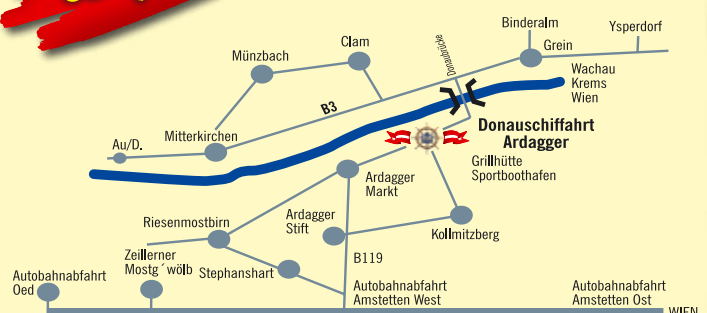 Binderalm
Ysperdorf
Clam
Donaubrücke
Grein
Münzbach
Wachau
Krems
Wien
B3
Mitterkirchen
Au/D.
Donauschiffahrt
Ardagger
Grillhütte
Sportboothafen
Ardagger
Markt
Riesenmostbirn
Ardagger
Stift
Kollmitzberg
Zeillerner
Mostg´wölb
Stephanshart
B119
Autobahnabfahrt
Oed
Autobahnabfahrt
Amstetten West
Autobahnabfahrt
Amstetten Ost
WIEN